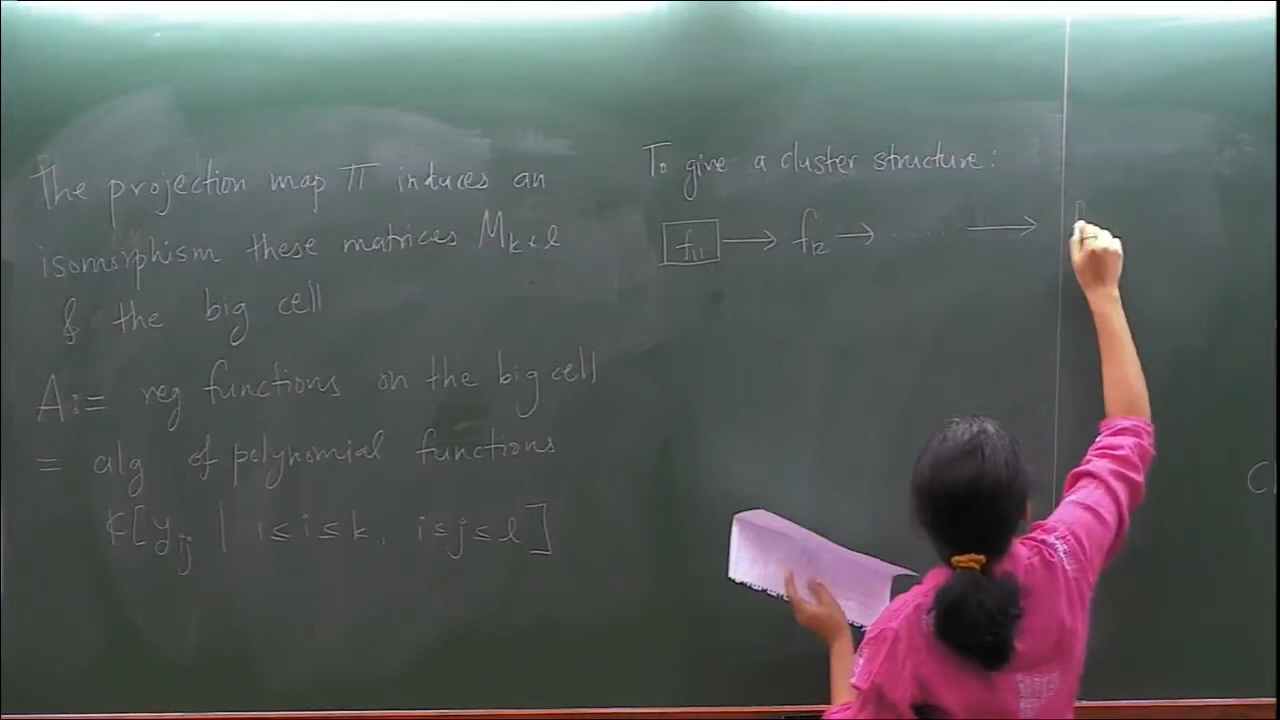 The projection map π induces an
isomorphism these matrices M_{k×l}
& the big cell
A := reg functions on the big cell
= alg of polynomial functions
K[y_{ij} | 1≤i≤k, 1≤j≤l]
To give a cluster structure:
f_{11} → f_{12} → ...... →